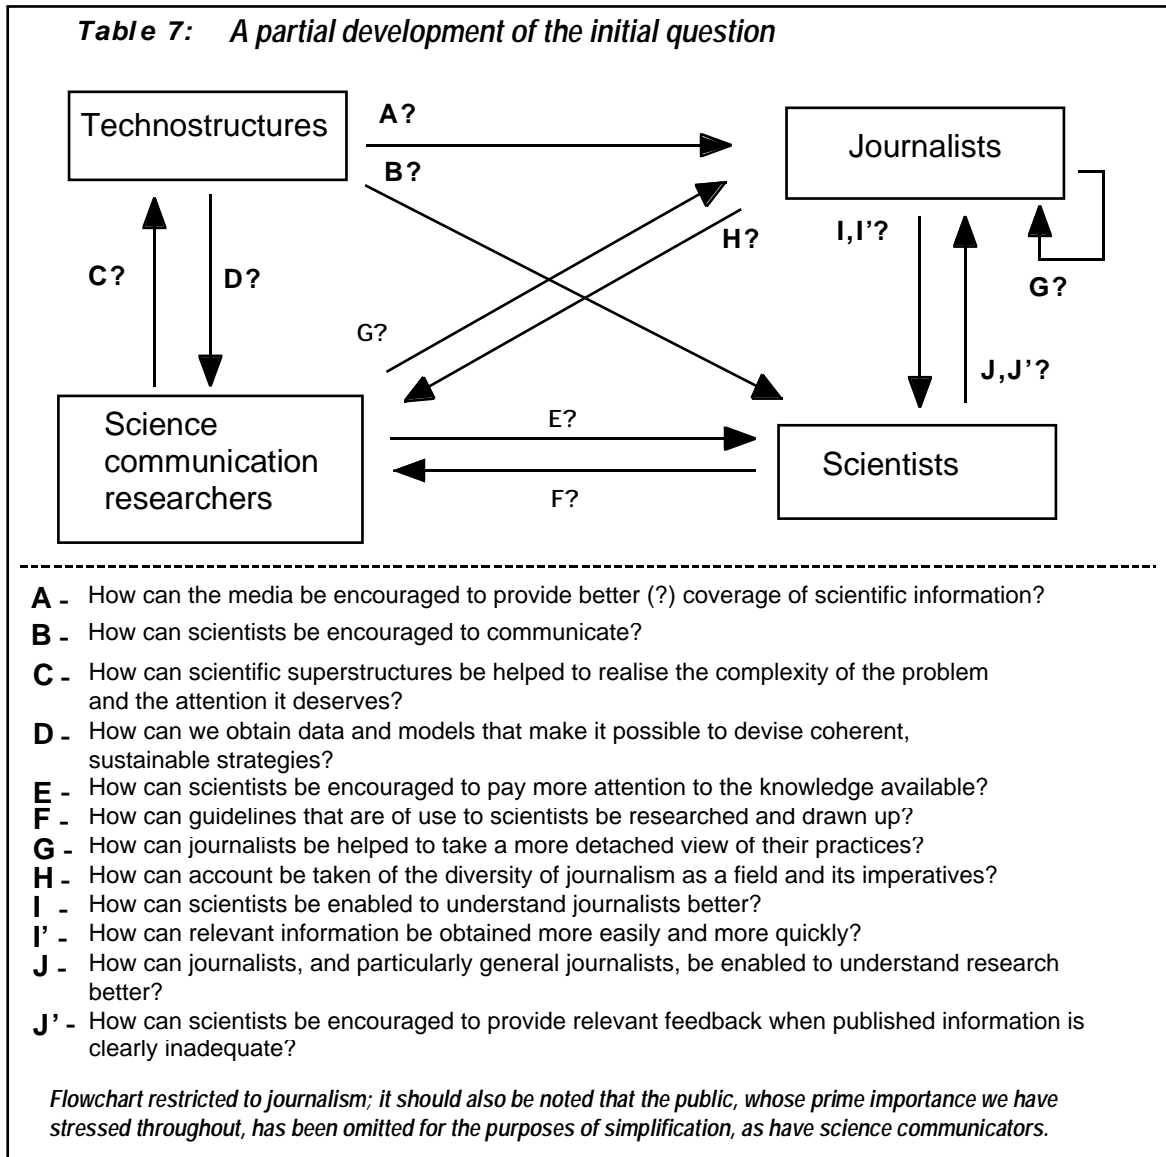 Table 7: A partial development of the initial question
Technostructures
A?
Journalists
B?
I,I'?
H?
C?
D?
G?
G?
J,J'?
Science
communication
researchers
E?
F?
Scientists
A - How can the media be encouraged to provide better (?) coverage of scientific information?
B - How can scientists be encouraged to communicate?
C - How can scientific superstructures be helped to realise the complexity of the problem
and the attention it deserves?
D - How can we obtain data and models that make it possible to devise coherent,
sustainable strategies?
E - How can scientists be encouraged to pay more attention to the knowledge available?
F - How can guidelines that are of use to scientists be researched and drawn up?
G - How can journalists be helped to take a more detached view of their practices?
H - How can account be taken of the diversity of journalism as a field and its imperatives?
I - How can scientists be enabled to understand journalists better?
I' - How can relevant information be obtained more easily and more quickly?
J - How can journalists, and particularly general journalists, be enabled to understand research
better?
J' - How can scientists be encouraged to provide relevant feedback when published information is
clearly inadequate?
Flowchart restricted to journalism; it should also be noted that the public, whose prime importance we have
stressed throughout, has been omitted for the purposes of simplification, as have science communicators.